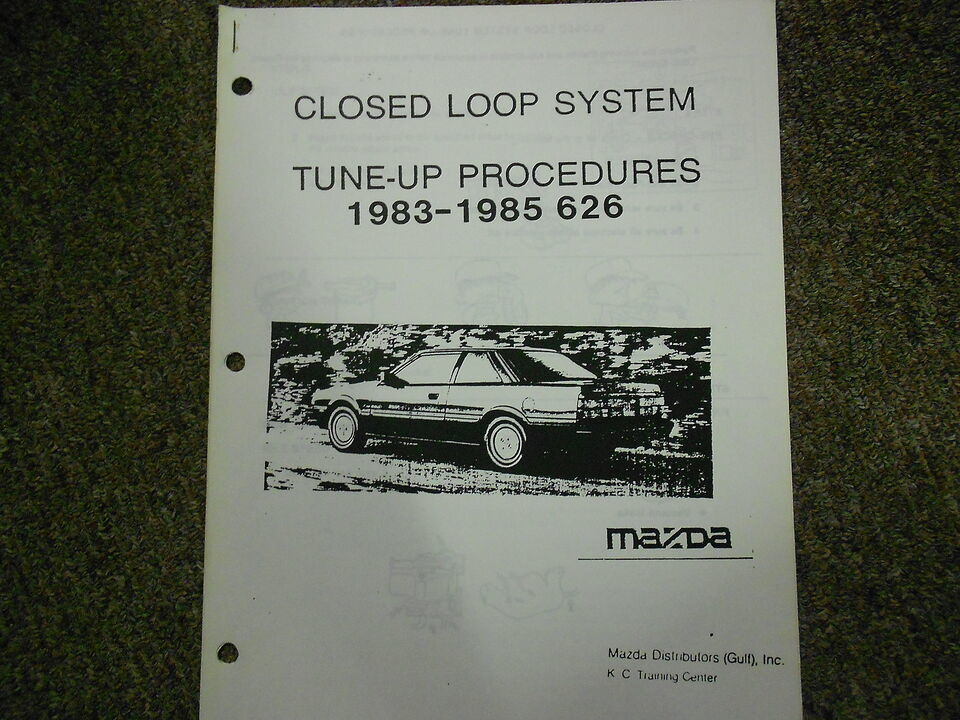 CLOSED LOOP SYSTEM
TUNE-UP PROCEDURES
1983-1985 626
mazda
Mazda Distributors (Gulf), Inc.
K C Training Center